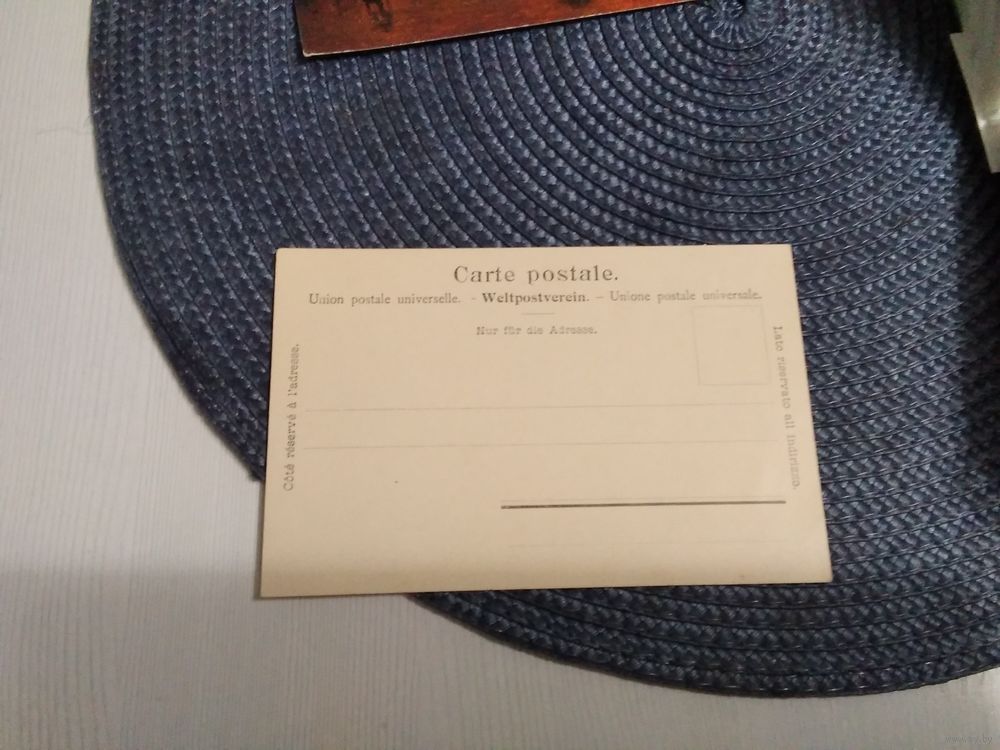 Carte postale.
Union postale universelle. - Weltpostverein. - Unione postale universale.
Nur für die Adresse.
Côté réservé à l'adresse.
Lato riservato all indirizzo.